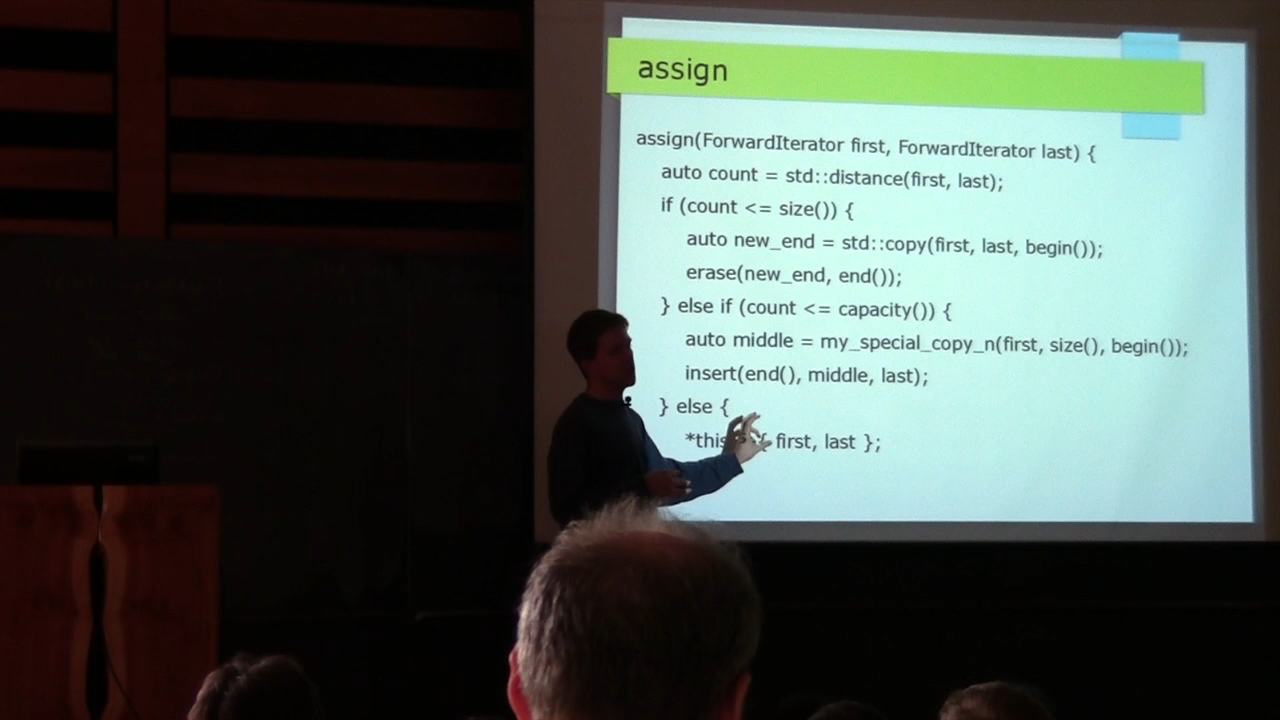 assign
assign(ForwardIterator first, ForwardIterator last) {
auto count = std::distance(first, last);
if (count <= size()) {
auto new_end = std::copy(first, last, begin());
erase(new_end, end());
} else if (count <= capacity()) {
auto middle = my_special_copy_n(first, size(), begin());
insert(end(), middle, last);
} else {
*this { first, last };